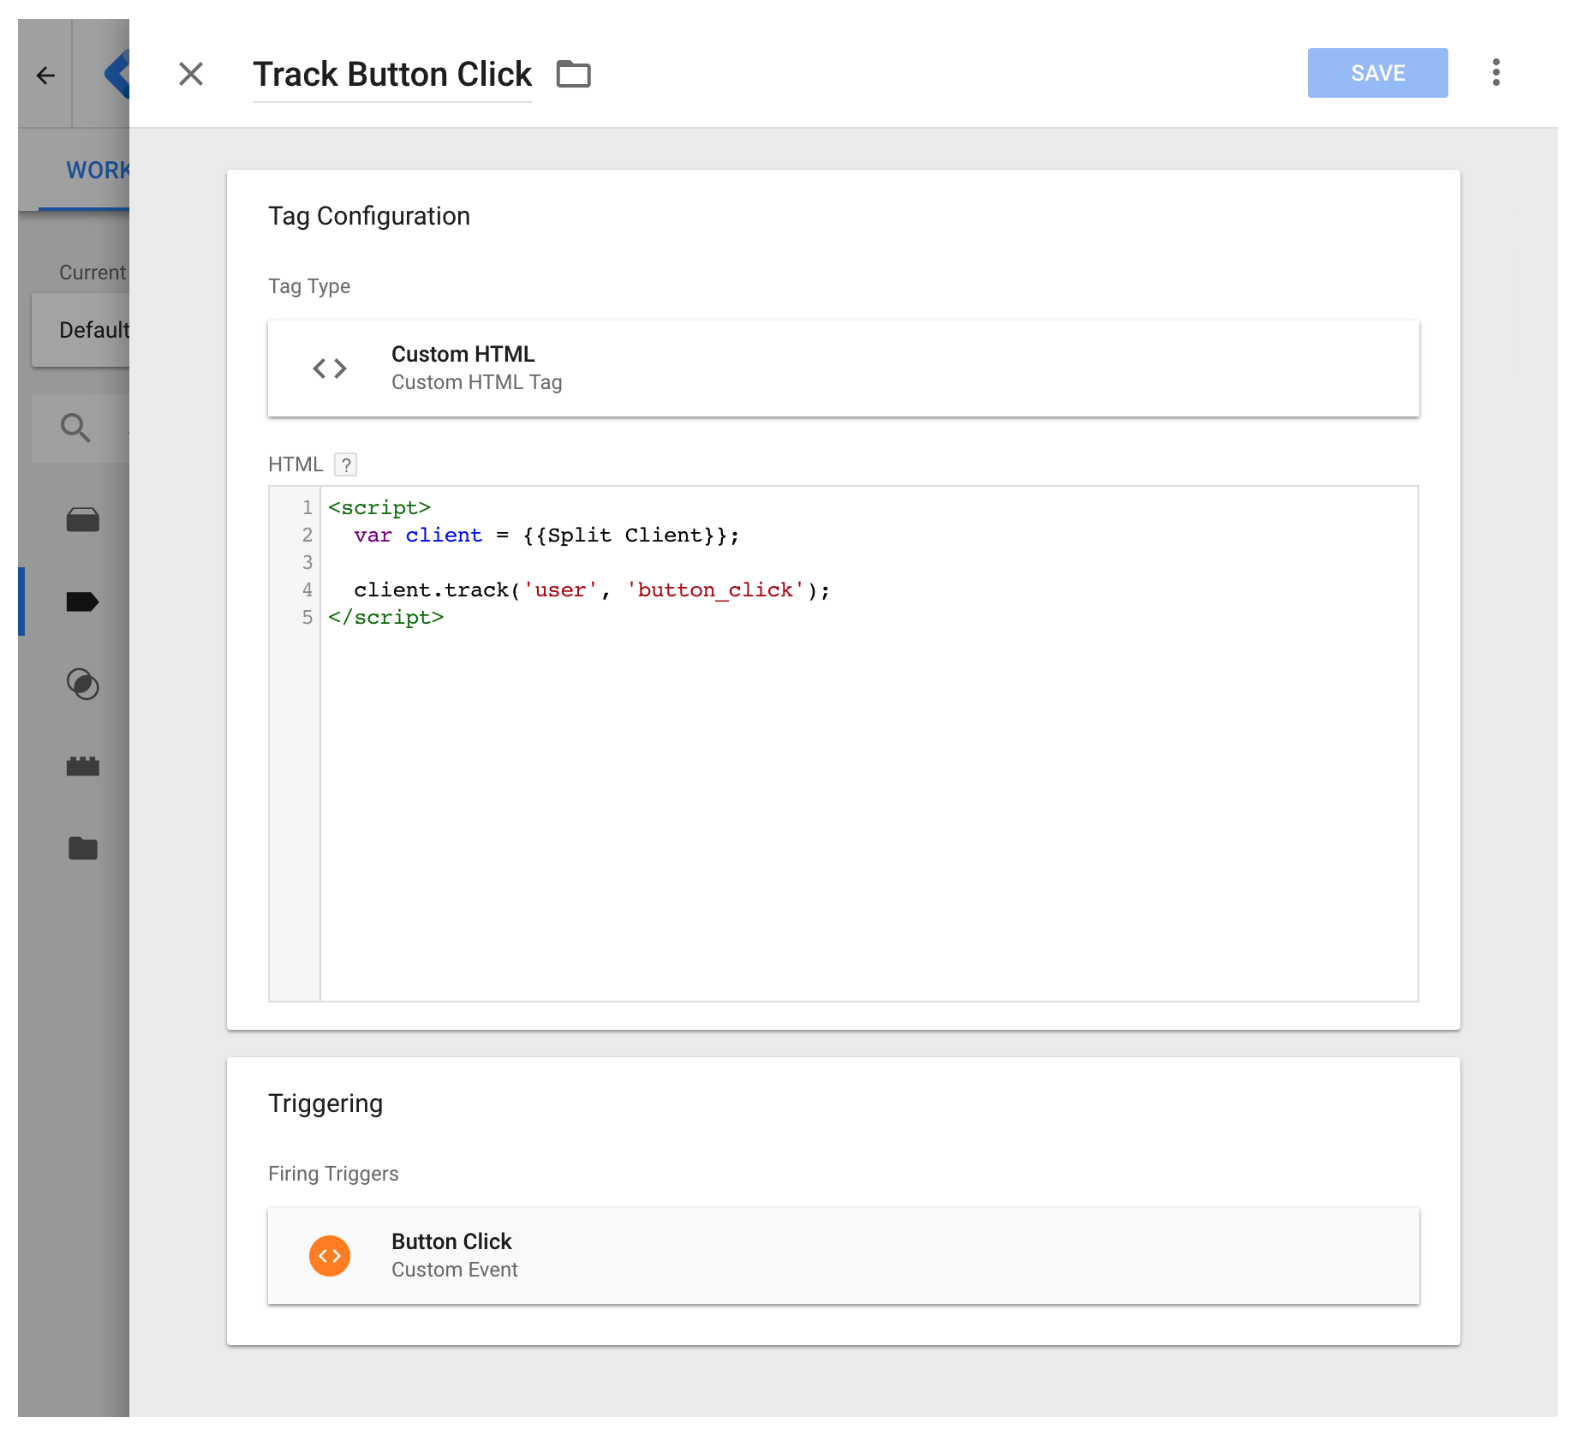 Track Button Click
SAVE
WORK
Current
Default
Tag Configuration
Tag Type
Custom HTML
Custom HTML Tag
HTML ?
1 <script>
2   var client = {{Split Client}};
3
4   client.track('user', 'button_click');
5 </script>
Triggering
Firing Triggers
Button Click
Custom Event